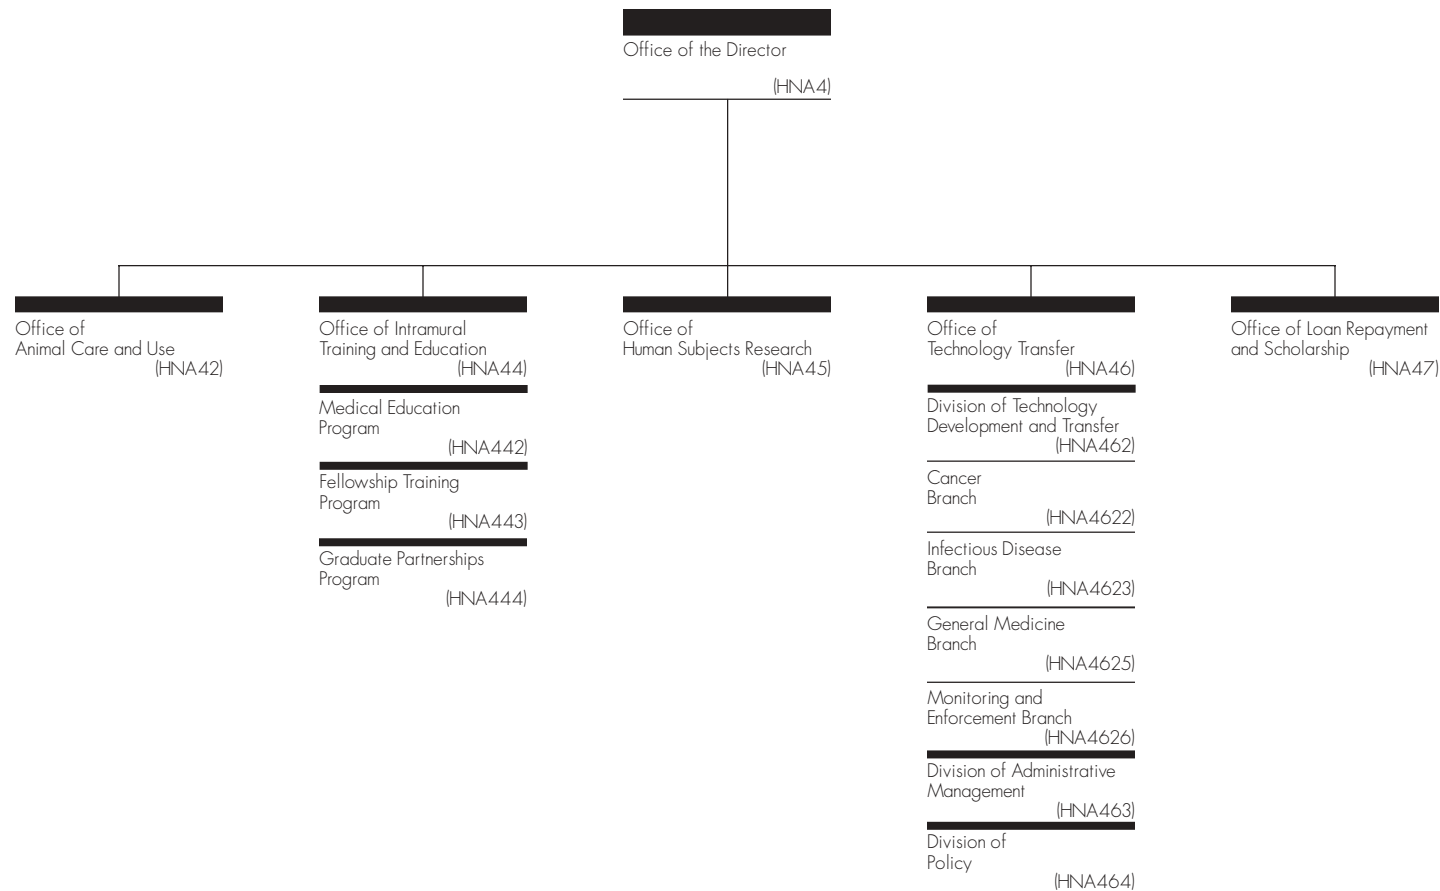 Office of the Director
(HNA4)
Office of
Animal Care and Use
(HNA42)
Office of Intramural
Training and Education
(HNA44)
Medical Education
Program
(HNA442)
Fellowship Training
Program
(HNA443)
Graduate Partnerships
Program
(HNA444)
Office of
Human Subjects Research
(HNA45)
Office of
Technology Transfer
(HNA46)
Division of Technology
Development and Transfer
(HNA462)
Cancer
Branch
(HNA4622)
Infectious Disease
Branch
(HNA4623)
General Medicine
Branch
(HNA4625)
Monitoring and
Enforcement Branch
(HNA4626)
Division of Administrative
Management
(HNA463)
Division of
Policy
(HNA464)
Office of Loan Repayment
and Scholarship
(HNA47)